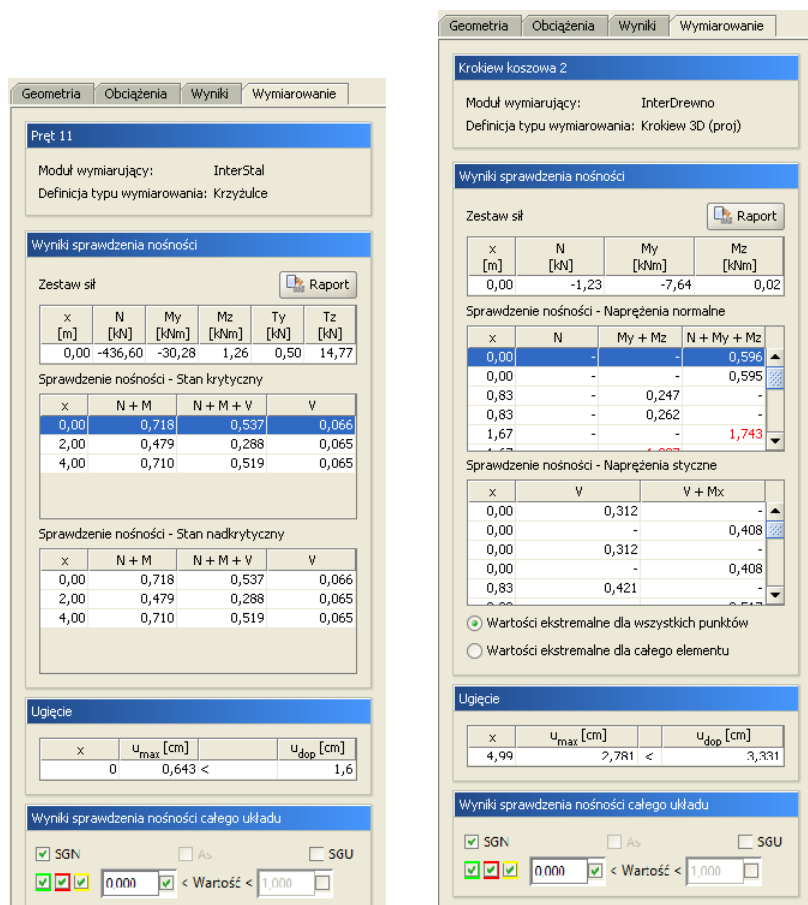 Geometria Obciążenia Wyniki Wymiarowanie
Pręt 11
Moduł wymiarujący: InterStal
Definicja typu wymiarowania: Krzyżulce
Wyniki sprawdzenia nośności
Zestaw sił Raport
x N My Mz Ty Tz
[m] [kN] [kNm] [kNm] [kN] [kN]
0,00 -436,60 -30,28 1,26 0,50 14,77
Sprawdzenie nośności - Stan krytyczny
x N + M N + M + V V
0,00 0,718 0,537 0,066
2,00 0,479 0,288 0,065
4,00 0,710 0,519 0,065
Sprawdzenie nośności - Stan nadkrytyczny
x N + M N + M + V V
0,00 0,718 0,537 0,066
2,00 0,479 0,288 0,065
4,00 0,710 0,519 0,065
Ugięcie
x umax [cm] udop [cm]
0 0,643 < 1,6
Wyniki sprawdzenia nośności całego układu
SGN As SGU
0,000 < Wartość < 1,000
Geometria Obciążenia Wyniki Wymiarowanie
Krokiew koszowa 2
Moduł wymiarujący: InterDrewno
Definicja typu wymiarowania: Krokiew 3D (proj)
Wyniki sprawdzenia nośności
Zestaw sił Raport
x N My Mz
[m] [kN] [kNm] [kNm]
0,00 -1,23 -7,64 0,02
Sprawdzenie nośności - Naprężenia normalne
x N My + Mz N + My + Mz
0,00 - - 0,596
0,00 - - 0,595
0,83 - 0,247 -
0,83 - 0,262 -
1,67 - - 1,743
Sprawdzenie nośności - Naprężenia styczne
x V V + Mx
0,00 0,312 -
0,00 - 0,408
0,00 0,312 -
0,00 - 0,408
0,83 0,421 -
Wartości ekstremalne dla wszystkich punktów
Wartości ekstremalne dla całego elementu
Ugięcie
x umax [cm] udop [cm]
4,99 2,781 < 3,331
Wyniki sprawdzenia nośności całego układu
SGN As SGU
0,000 < Wartość < 1,000